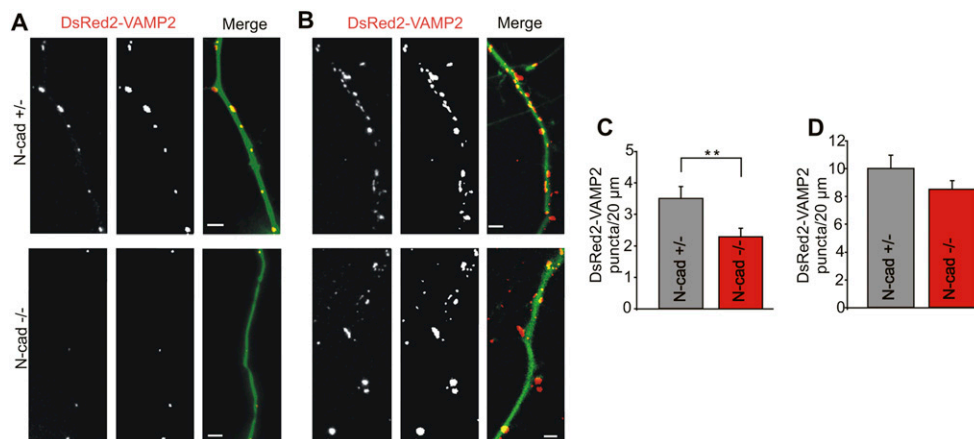 A
DsRed2-VAMP2
Merge
N-cad +/-
N-cad -/-
B
DsRed2-VAMP2
Merge
C
DsRed2-VAMP2
puncta/20 µm
5
4
3
2
1
0
**
N-cad +/-
N-cad -/-
D
DsRed2-VAMP2
puncta/20 µm
12
10
8
6
4
2
0
N-cad +/-
N-cad -/-